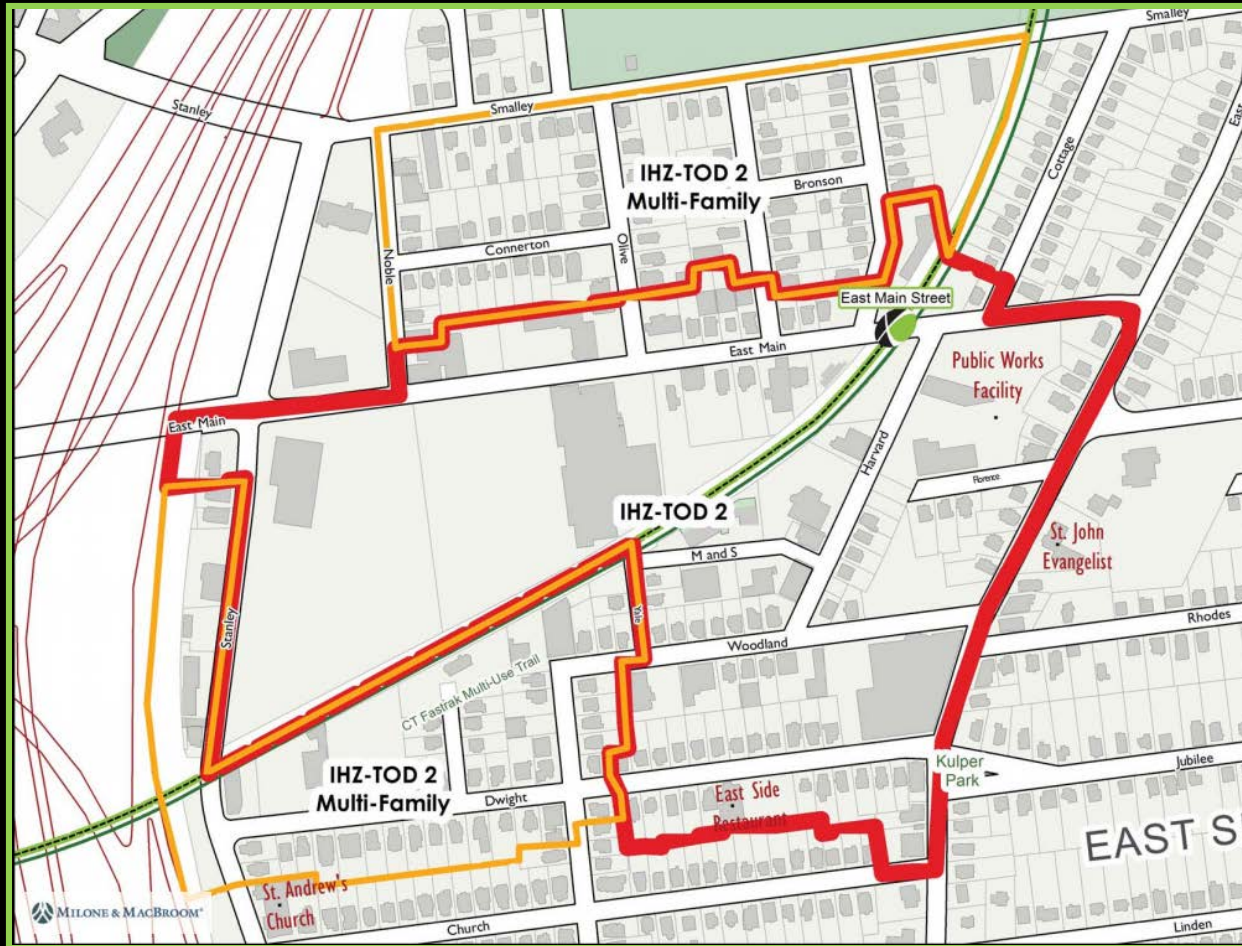 Smalley
Stanley
Smalley
East
Cottage
IHZ-TOD 2
Multi-Family
Bronson
Olive
Connerton
Noble
East Main Street
East Main
Public Works
Facility
East Main
Harvard
Florence
IHZ-TOD 2
St. John
Evangelist
M and S
Yale
Stanley
Woodland
Rhodes
CT Fastrak Multi-Use Trail
Kulper
Park
Jubilee
IHZ-TOD 2
Multi-Family
Dwight
East Side
Restaurant
EAST S
St. Andrew's
Church
MILONE & MACBROOM®
Church
Linden